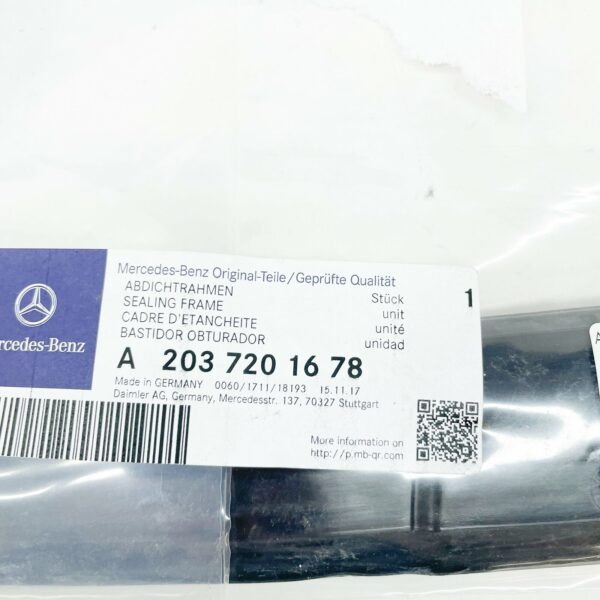 Mercedes-Benz Original-Teile/Geprüfte Qualität
ABDICHTRAHMEN Stück 1
SEALING FRAME unit
CADRE D'ETANCHEITE unité
BASTIDOR OBTURADOR unidad
rcedes-Benz
A 203 720 16 78
Made in GERMANY 0060/1711/18193 15.11.17
Daimler AG, Germany, Mercedesstr. 137, 70327 Stuttgart
More information on
http://p.mb-qr.com
A